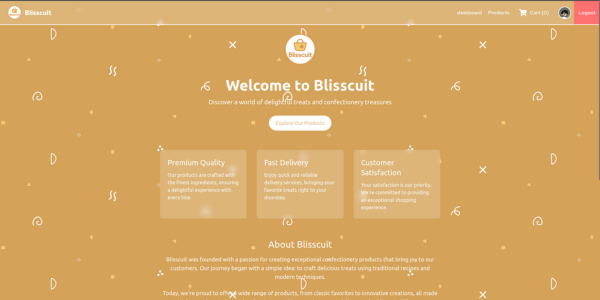 Blisscuit
dashboard Products Cart (0) Logout
Blisscuit
Welcome to Blisscuit
Discover a world of delightful treats and confectionery treasures
Explore Our Products
Premium Quality
Our products are crafted with
the finest ingredients, ensuring
a delightful experience with
every bite.
Fast Delivery
Enjoy quick and reliable
delivery services, bringing your
favorite treats right to your
doorstep.
Customer
Satisfaction
Your satisfaction is our priority.
We're committed to providing
an exceptional shopping
experience.
About Blisscuit
Blisscuit was founded with a passion for creating exceptional confectionery products that bring joy to our
customers. Our journey began with a simple idea: to craft delicious treats using traditional recipes and
modern techniques.
Today, we're proud to offer a wide range of products, from classic favorites to innovative creations, all made